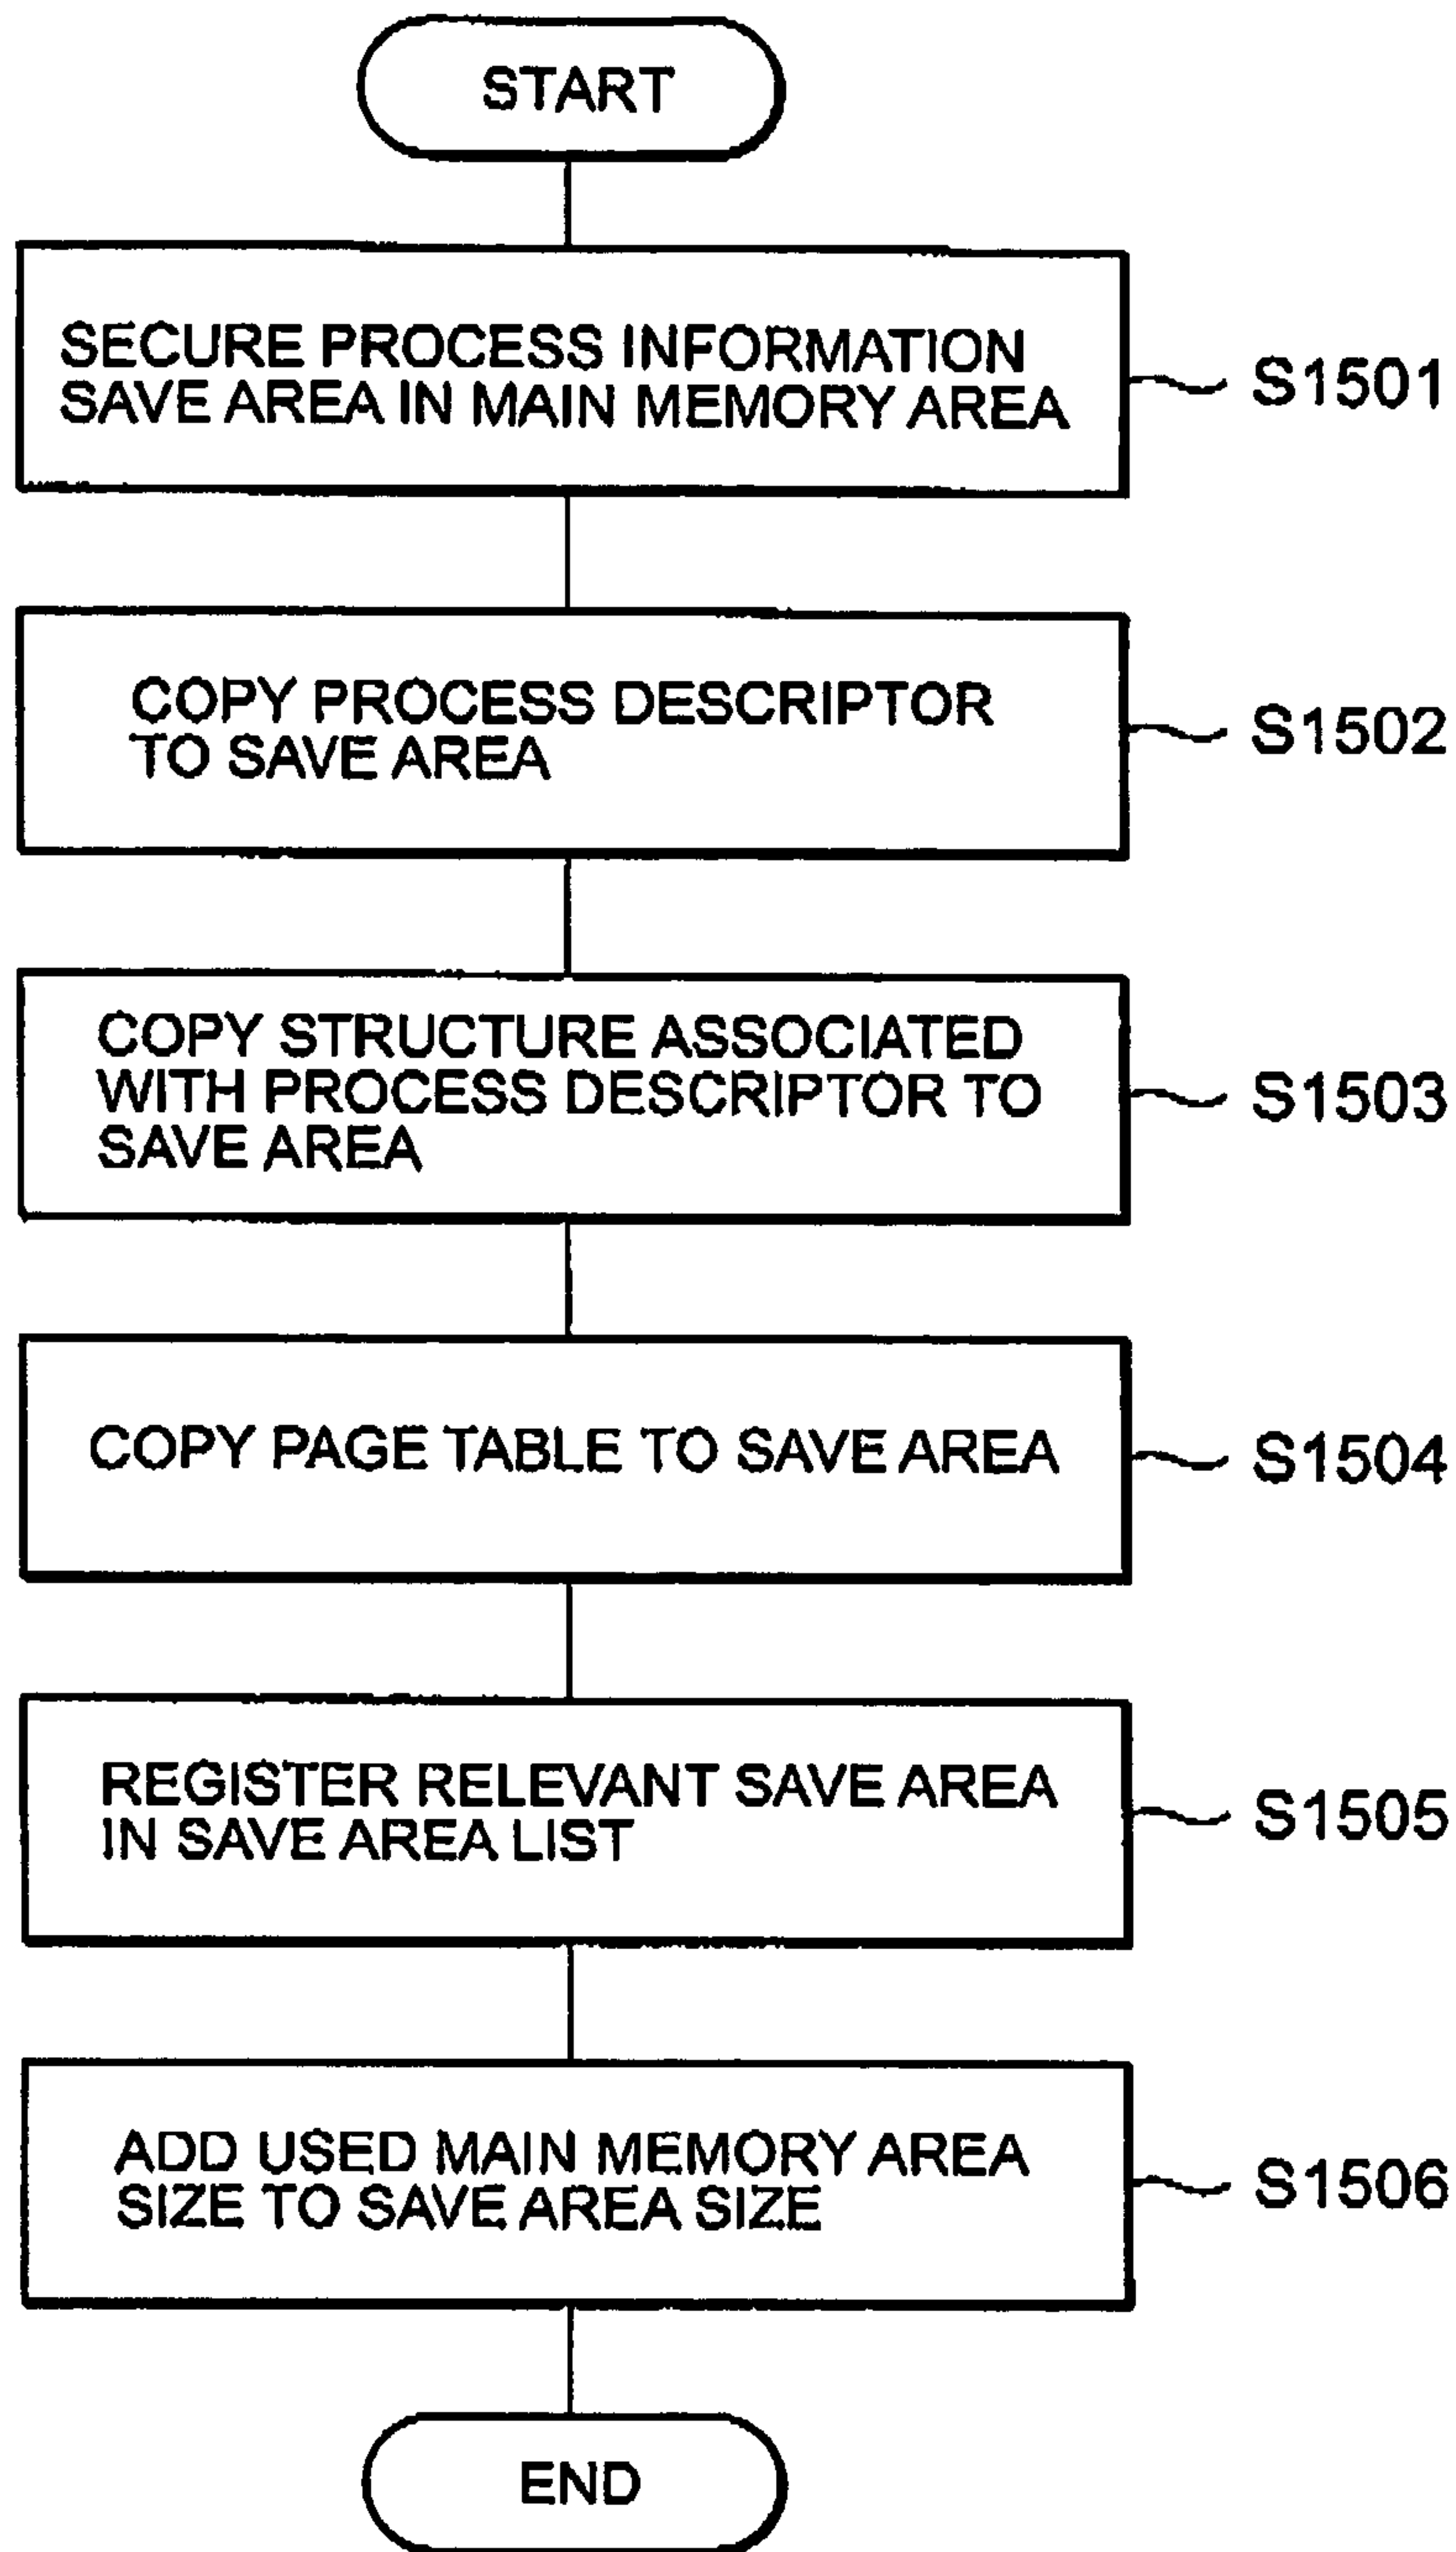 START
SECURE PROCESS INFORMATION
SAVE AREA IN MAIN MEMORY AREA
S1501
COPY PROCESS DESCRIPTOR
TO SAVE AREA
S1502
COPY STRUCTURE ASSOCIATED
WITH PROCESS DESCRIPTOR TO
SAVE AREA
S1503
COPY PAGE TABLE TO SAVE AREA
S1504
REGISTER RELEVANT SAVE AREA
IN SAVE AREA LIST
S1505
ADD USED MAIN MEMORY AREA
SIZE TO SAVE AREA SIZE
S1506
END